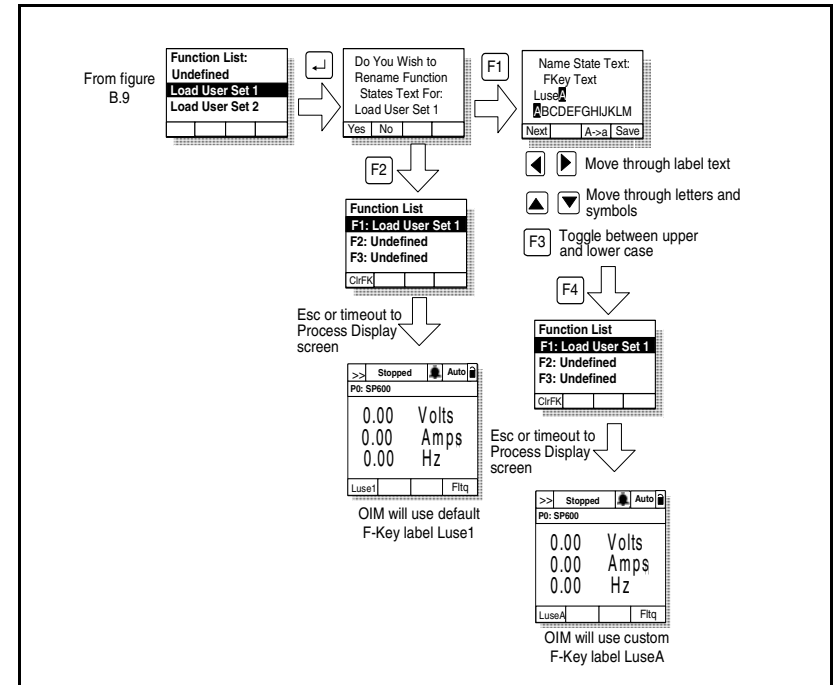 From figure
B.9
Function List:
Undefined
Load User Set 1
Load User Set 2
Do You Wish to
Rename Function
States Text For:
Load User Set 1
Yes No
F1
Name State Text:
FKey Text
LuseA
ABCDEFGHIJKLM
Next A->a Save
Move through label text
Move through letters and
symbols
F3 Toggle between upper
and lower case
F2
Function List
F1: Load User Set 1
F2: Undefined
F3: Undefined
ClrFK
Esc or timeout to
Process Display
screen
>> Stopped Auto
P0: SP600
0.00 Volts
0.00 Amps
0.00 Hz
Luse1 Fltq
OIM will use default
F-Key label Luse1
F4
Function List
F1: Load User Set 1
F2: Undefined
F3: Undefined
ClrFK
Esc or timeout to
Process Display
screen
>> Stopped Auto
P0: SP600
0.00 Volts
0.00 Amps
0.00 Hz
LuseA Fltq
OIM will use custom
F-Key label LuseA